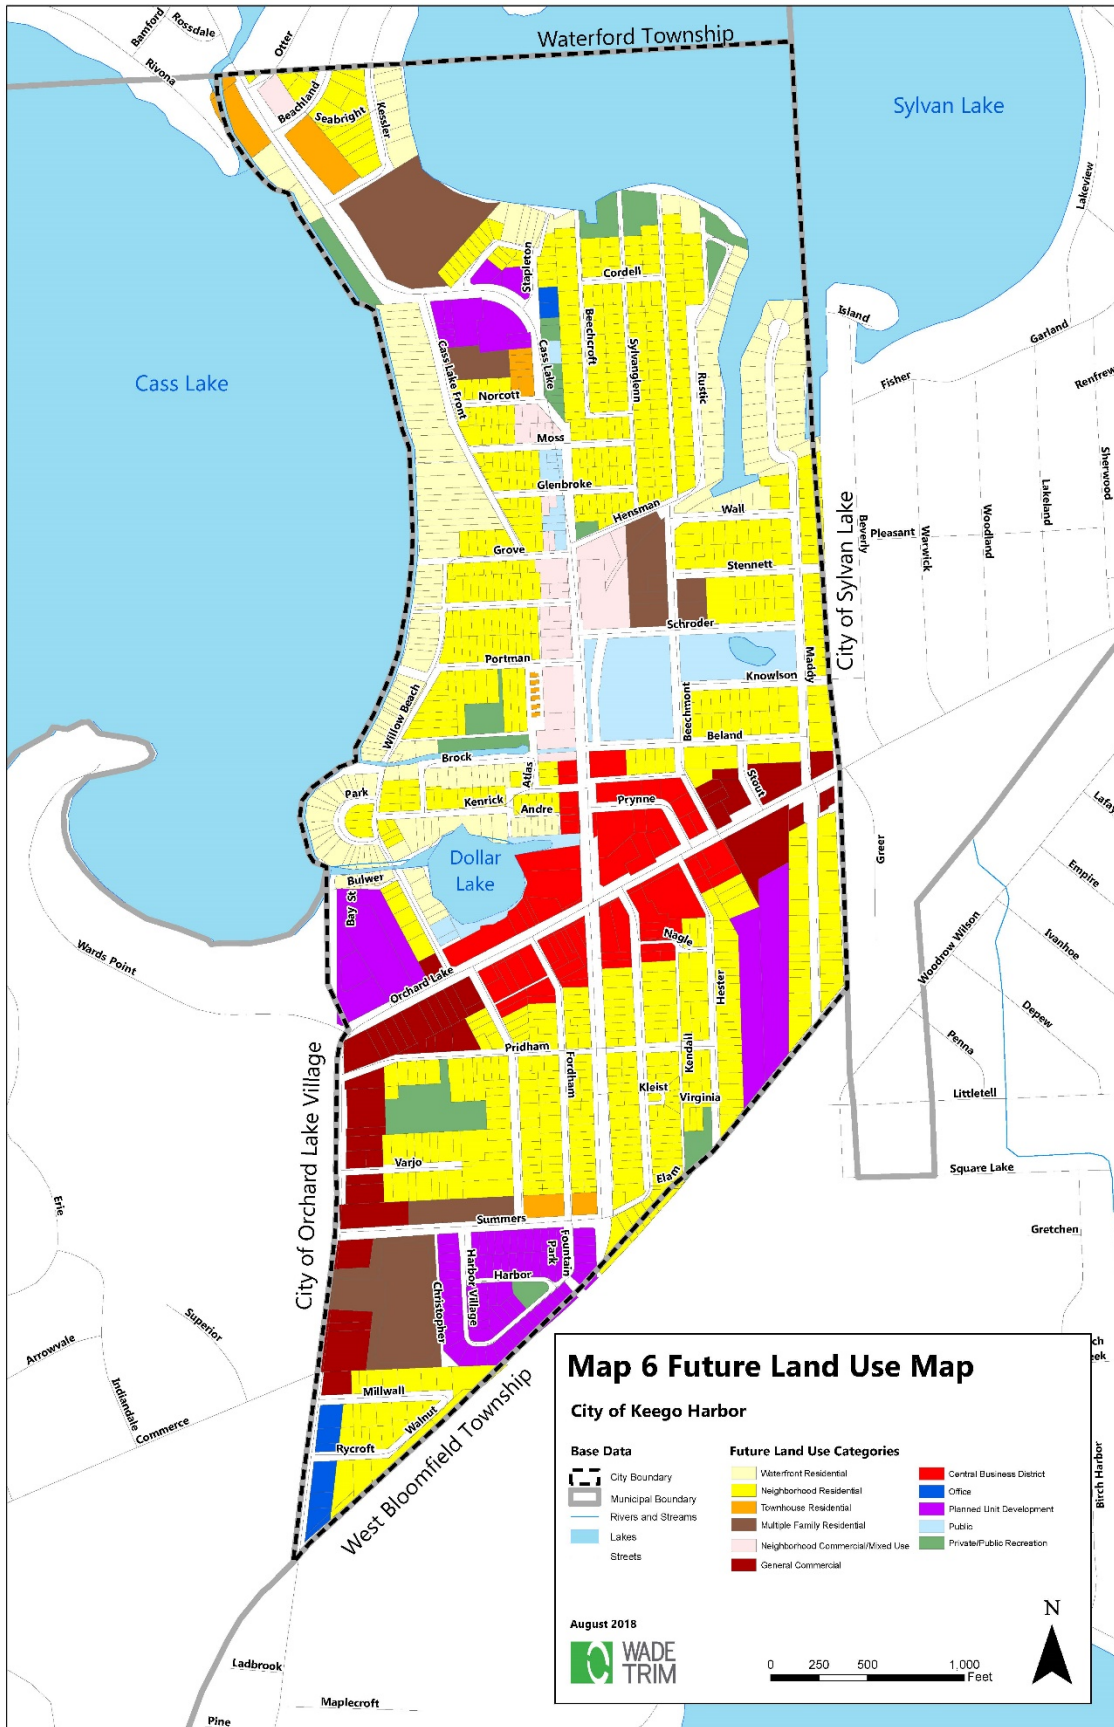 Waterford Township
Bamford
Rossdale
Otter
Rivona
Beachland
Seabright
Kessler
Sylvan Lake
Lakeview
Stapleton
Cordell
Beechcroft
Sylvanglenn
Rustic
Island
Garland
Fisher
Renfrew
Cass Lake
Cass Lake Front
Cass Lake
Norcott
Moss
Glenbroke
Hensman
Wall
Grove
Stennett
Schroder
City of Sylvan Lake
Beverly
Pleasant
Warwick
Woodland
Lakeland
Sherwood
Portman
Willow Beach
Knowlson
Maddy
Beechmont
Beland
Brock
Atlas
Park
Kenrick
Andre
Prynne
Stout
Dollar
Lake
Bulwer
Bay St
Greer
Lafay
Empire
Ivanhoe
Woodrow Wilson
Depew
Penna
Littletell
Square Lake
Gretchen
Wards Point
Orchard Lake
Nagle
Hester
Pridham
Fordham
Kendall
Kleist
Virginia
City of Orchard Lake Village
Varjo
Elam
Summers
Erie
Harbor Village
Harbor
Fountain
Park
Christopher
Superior
Arrowvale
Indiandale
Commerce
Millwall
Walnut
Rycroft
West Bloomfield Township
ch
eek
Birch Harbor
Ladbrook
Maplecroft
Pine
Map 6 Future Land Use Map
City of Keego Harbor
Base Data
City Boundary
Municipal Boundary
Rivers and Streams
Lakes
Streets
Future Land Use Categories
Waterfront Residential
Neighborhood Residential
Townhouse Residential
Multiple Family Residential
Neighborhood Commercial/Mixed Use
General Commercial
Central Business District
Office
Planned Unit Development
Public
Private/Public Recreation
August 2018
WADE
TRIM
0 250 500 1,000
Feet
N